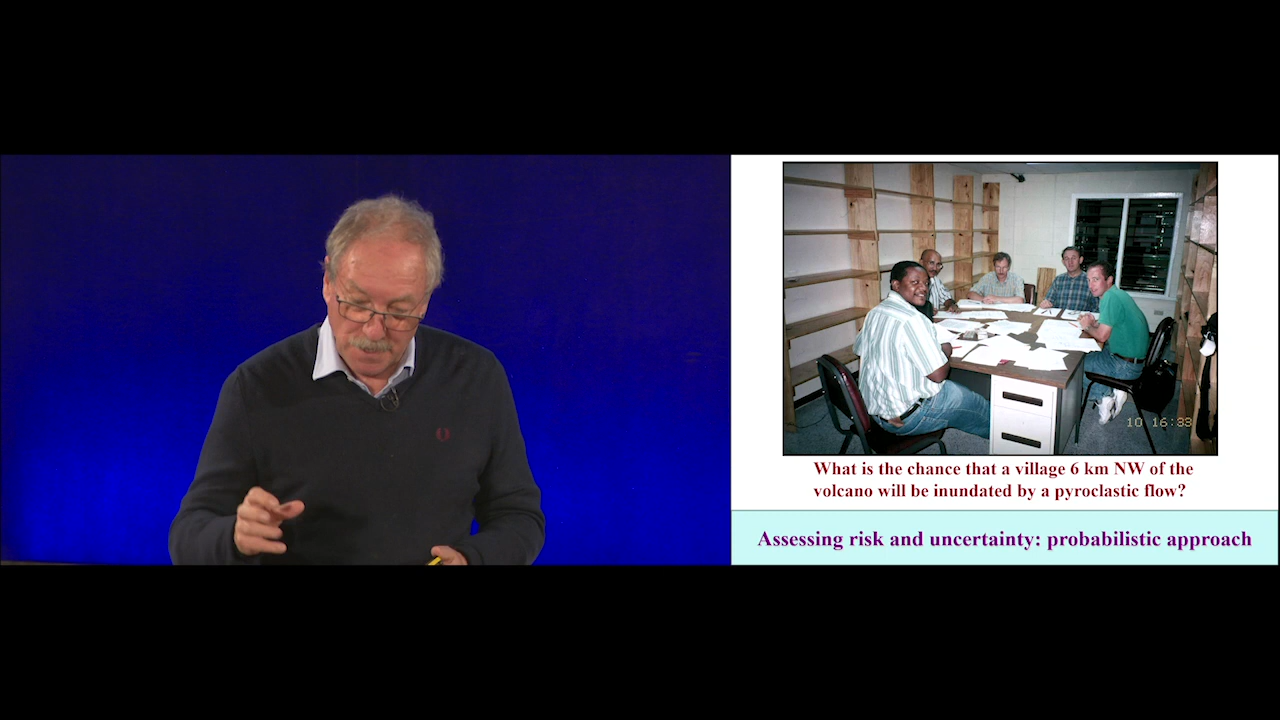 10 16:33
What is the chance that a village 6 km NW of the
volcano will be inundated by a pyroclastic flow?
Assessing risk and uncertainty: probabilistic approach